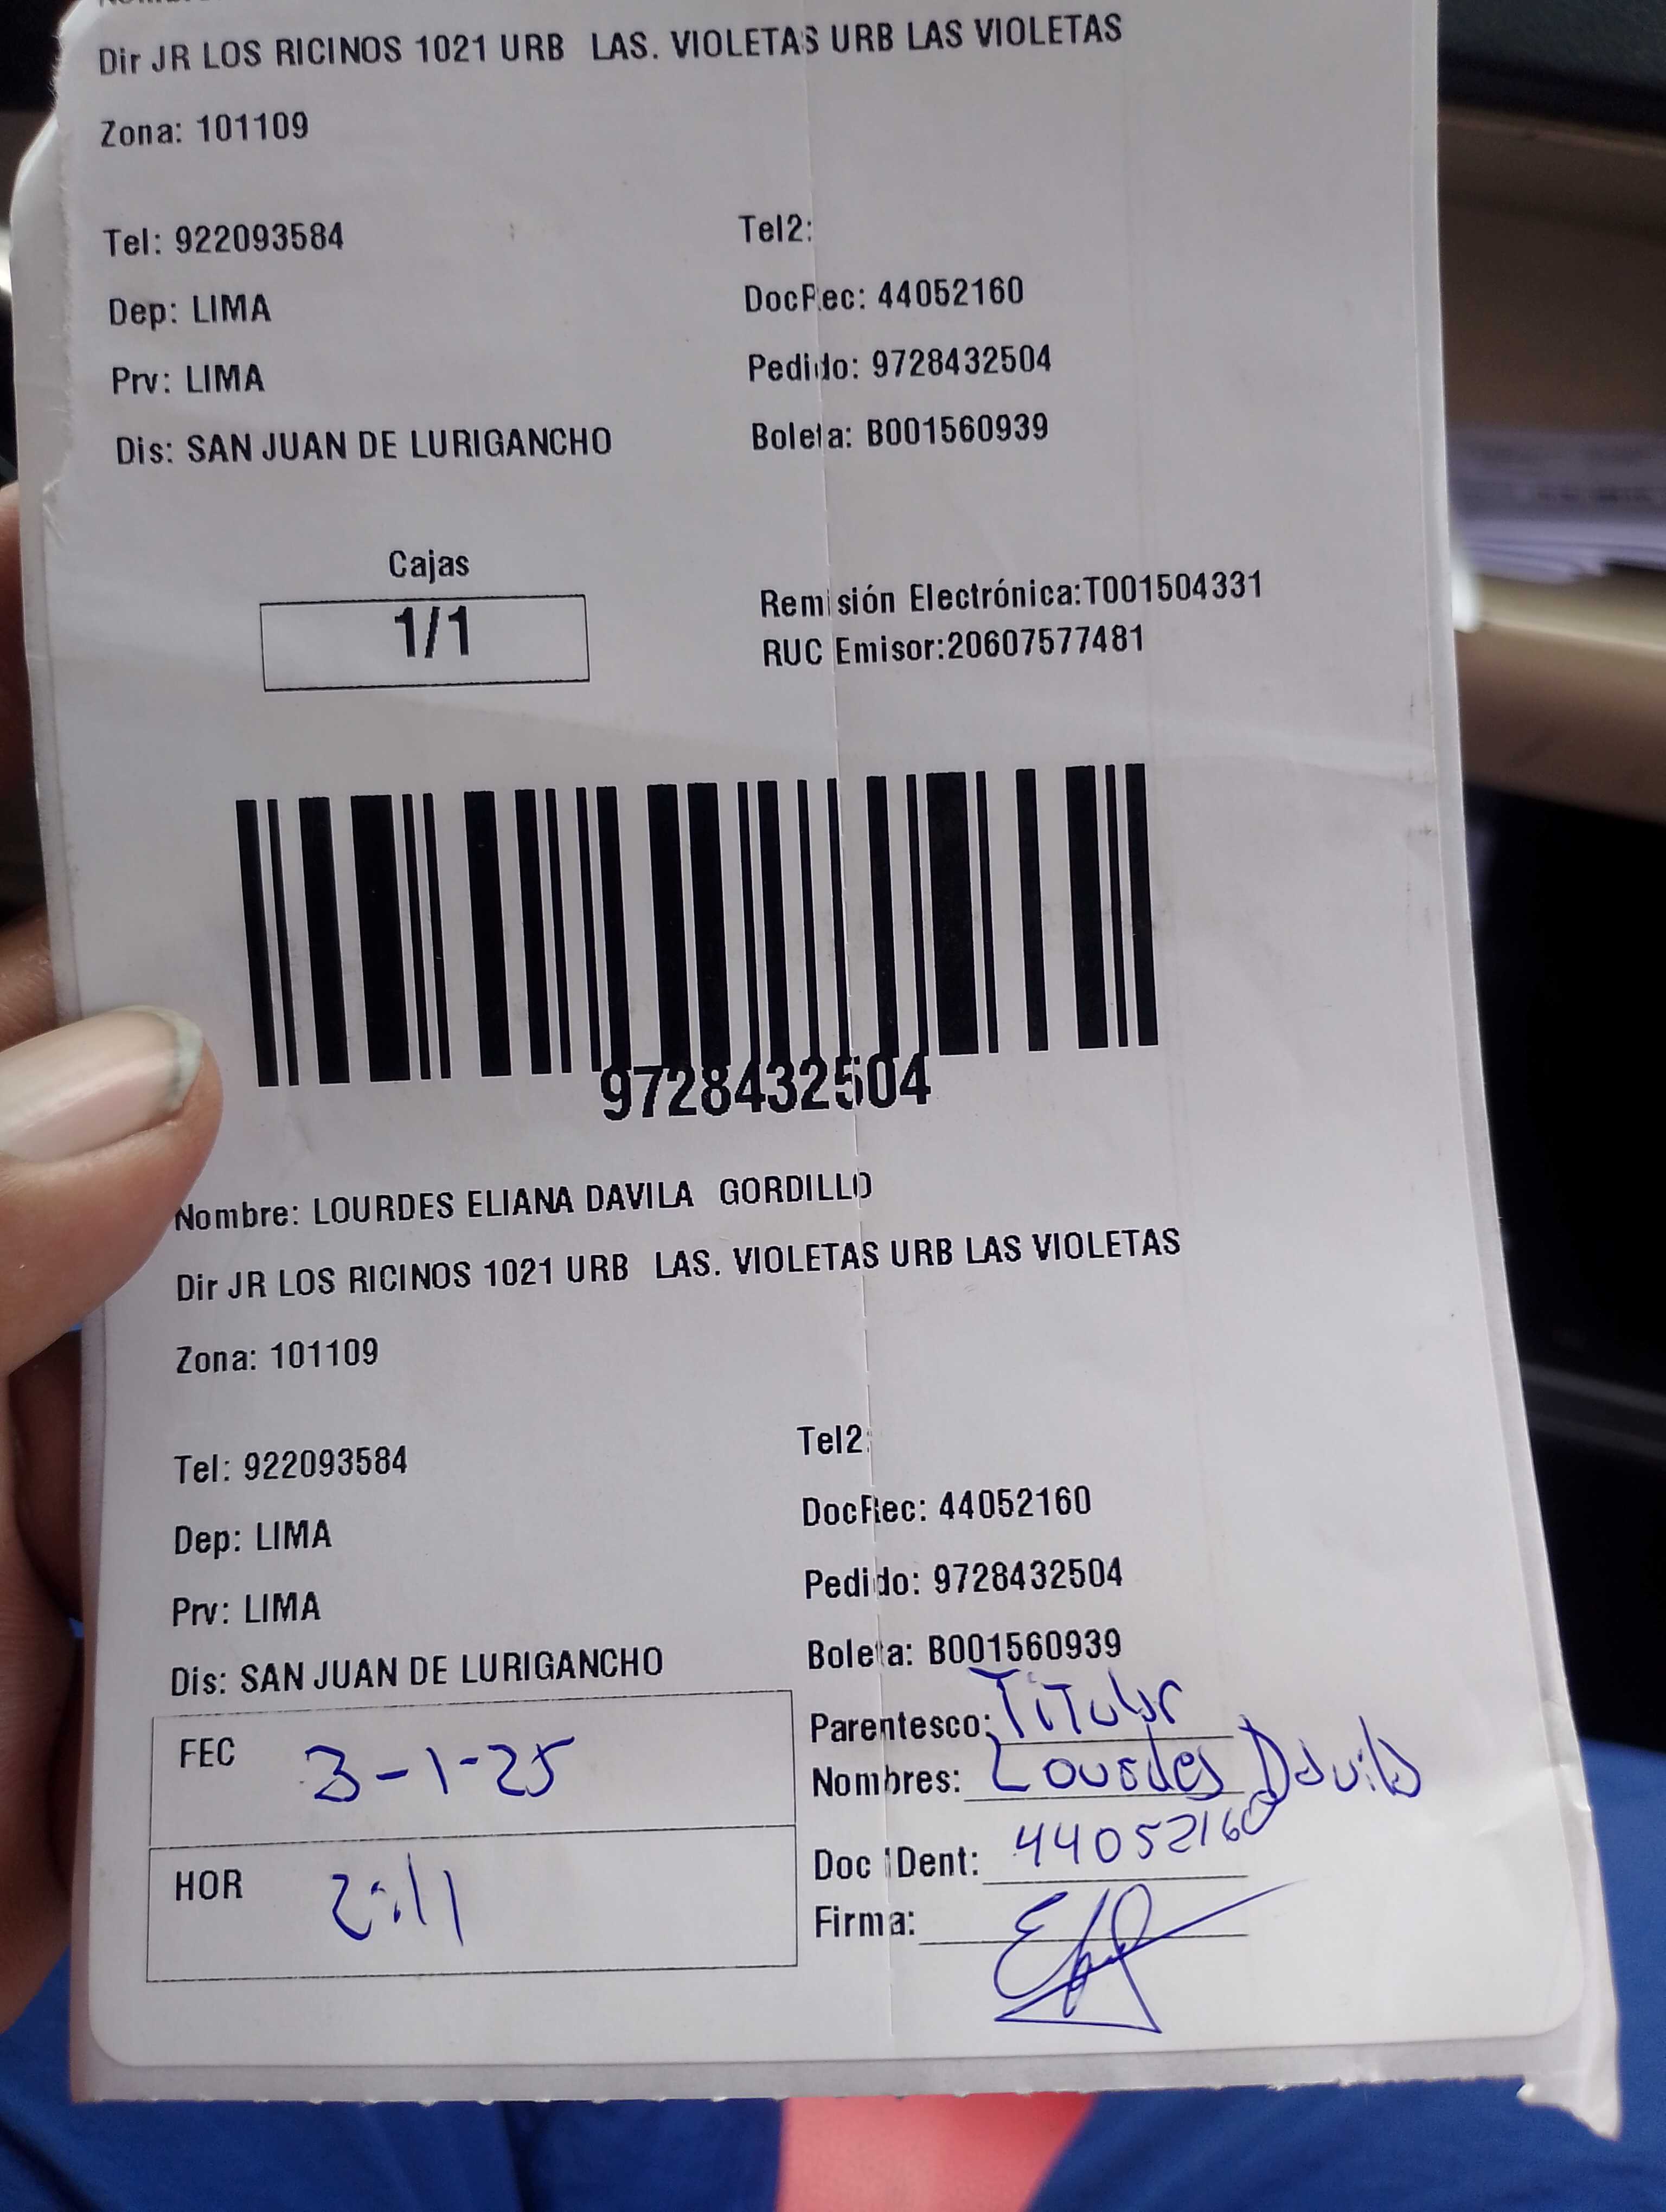 Dir JR LOS RICINOS 1021 URB LAS. VIOLETAS URB LAS VIOLETAS
Zona: 101109
Tel: 922093584
Tel2:
Dep: LIMA
DocRec: 44052160
Prv: LIMA
Pedido: 9728432504
Dis: SAN JUAN DE LURIGANCHO
Boleta: B001560939
Cajas
1/1
Remisión Electrónica:T001504331
RUC Emisor:20607577481
9728432504
Nombre: LOURDES ELIANA DAVILA GORDILLO
Dir JR LOS RICINOS 1021 URB LAS. VIOLETAS URB LAS VIOLETAS
Zona: 101109
Tel: 922093584
Tel2:
Dep: LIMA
DocRec: 44052160
Prv: LIMA
Pedido: 9728432504
Dis: SAN JUAN DE LURIGANCHO
Boleta: B001560939
FEC 3-1-25
Parentesco: Titular
Nombres: Lourdes Davila
HOR 2:11
Doc iDent: 44052160
Firma: